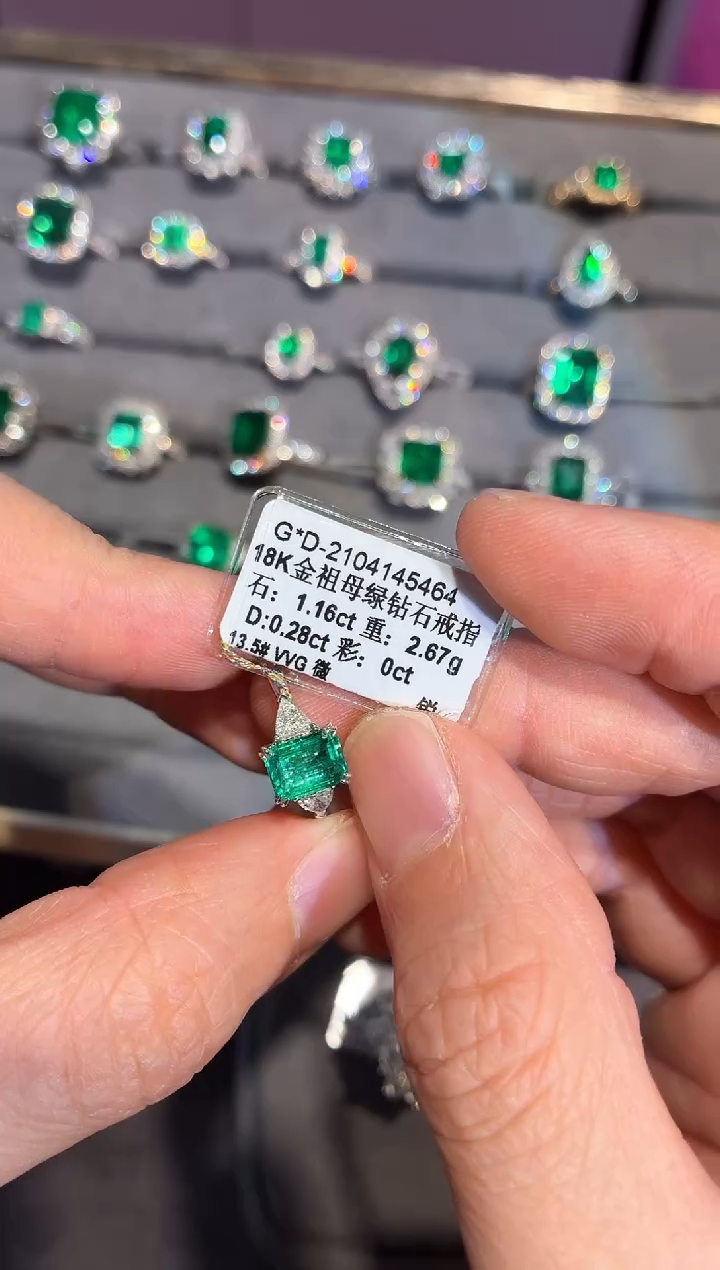 G*D-2104145464
18K金祖母绿钻石戒指
石: 1.16ct 重: 2.67g
D:0.28ct 彩: 0ct
13.5# VVG 微